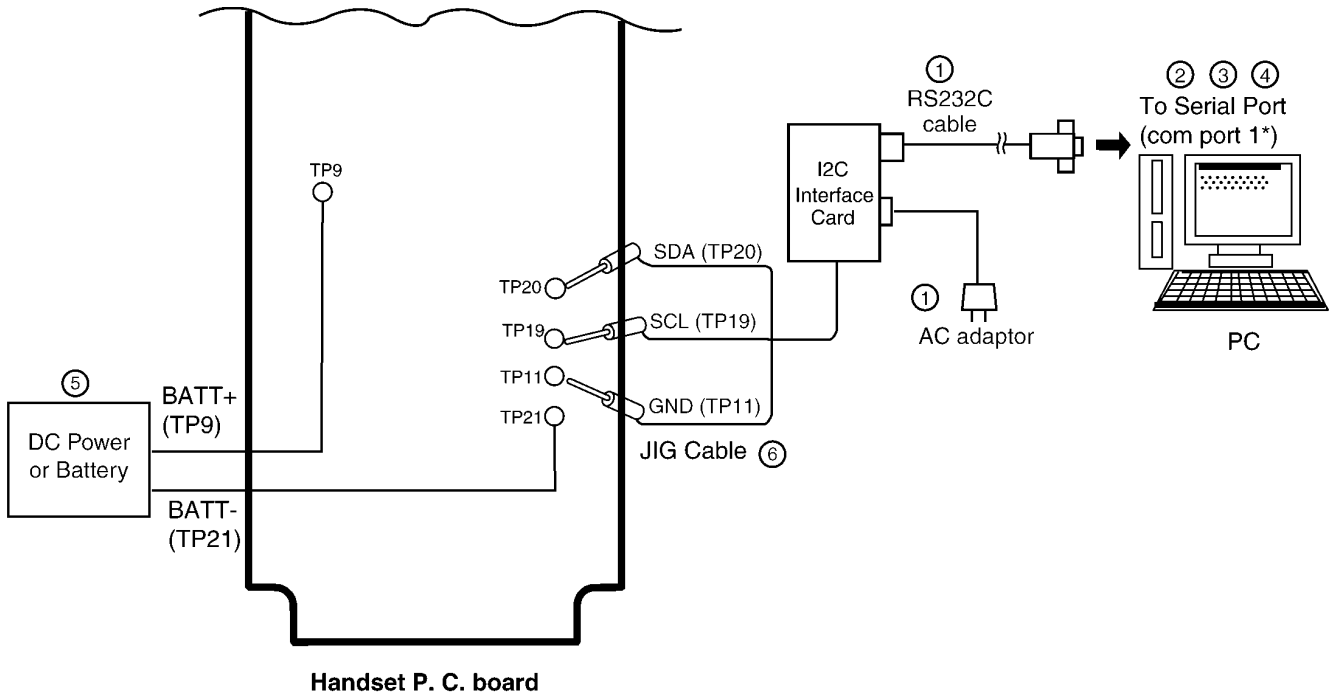 ① RS232C cable
② ③ ④
To Serial Port
(com port 1*)
I2C
Interface
Card
TP9
SDA (TP20)
TP20
SCL (TP19)
TP19
TP11
GND (TP11)
TP21
JIG Cable ⑥
①
AC adaptor
PC
⑤
BATT+
(TP9)
DC Power
or Battery
BATT-
(TP21)
Handset P. C. board